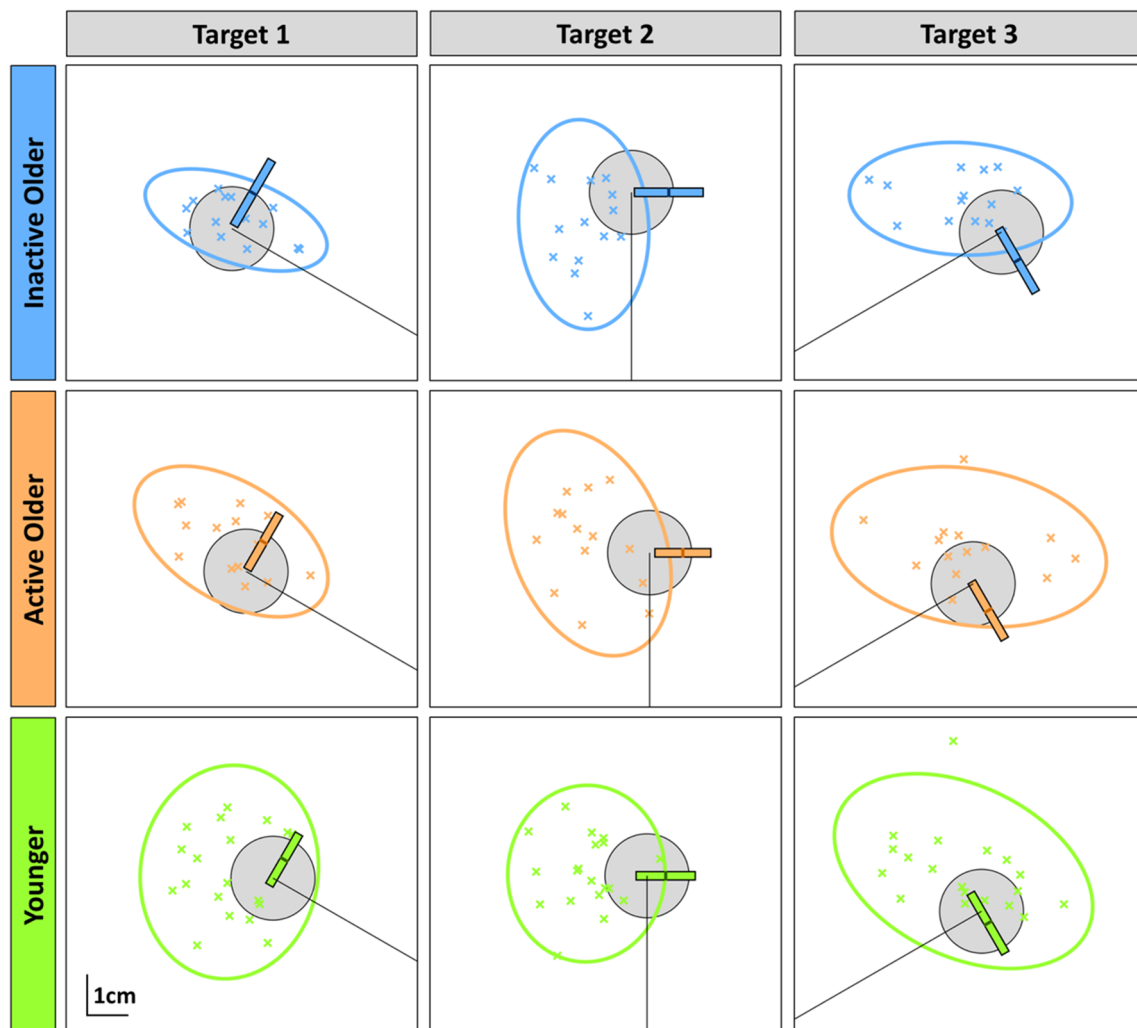 Target 1
Target 2
Target 3
Inactive Older
Active Older
Younger
1cm